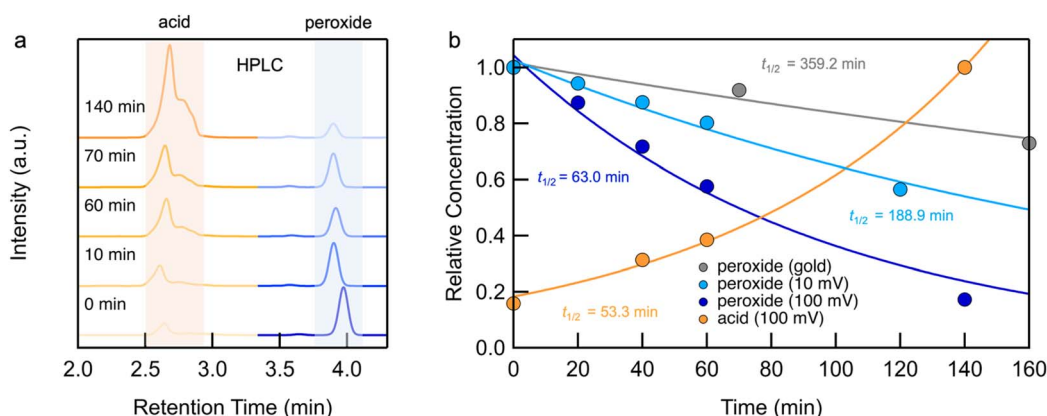 a
acid
peroxide
HPLC
140 min
70 min
60 min
10 min
0 min
Intensity (a.u.)
2.0
2.5
3.0
3.5
4.0
Retention Time (min)
b
t1/2 = 359.2 min
t1/2 = 63.0 min
t1/2 = 188.9 min
t1/2 = 53.3 min
peroxide (gold)
peroxide (10 mV)
peroxide (100 mV)
acid (100 mV)
Relative Concentration
1.0
0.8
0.6
0.4
0.2
0.0
0
20
40
60
80
100
120
140
160
Time (min)